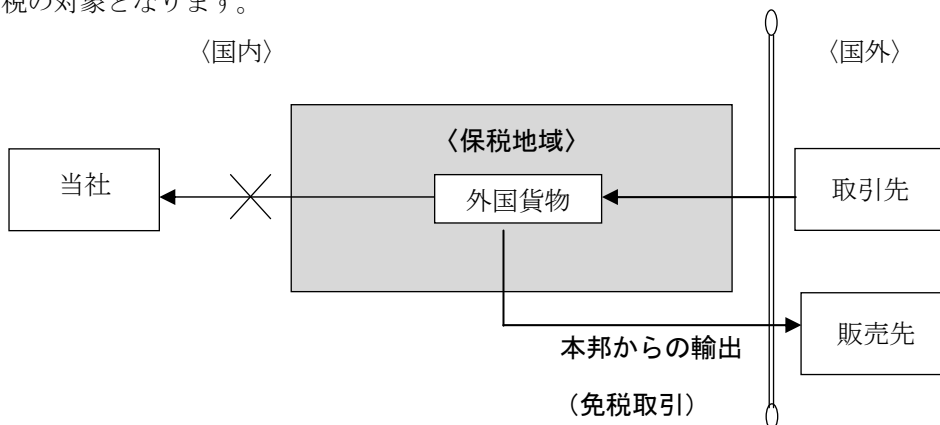 税の対象となります。
〈国内〉
〈国外〉
〈保税地域〉
当社
外国貨物
取引先
販売先
本邦からの輸出
（免税取引）